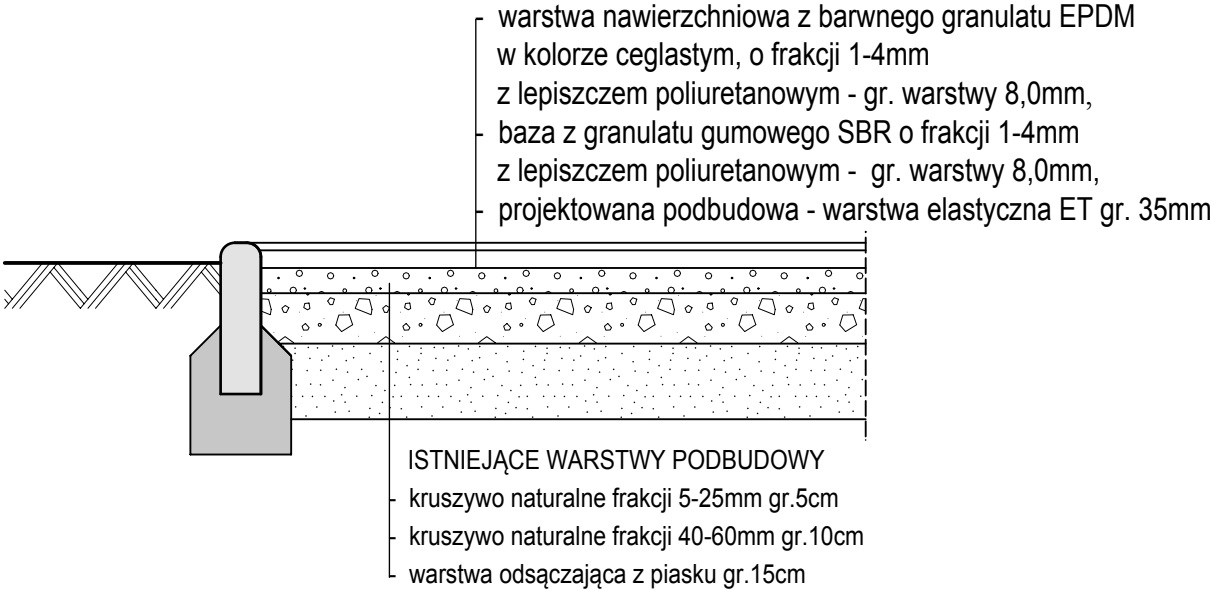 - warstwa nawierzchniowa z barwnego granulatu EPDM
w kolorze ceglastym, o frakcji 1-4mm
z lepiszczem poliuretanowym - gr. warstwy 8,0mm,
- baza z granulatu gumowego SBR o frakcji 1-4mm
z lepiszczem poliuretanowym - gr. warstwy 8,0mm,
- projektowana podbudowa - warstwa elastyczna ET gr. 35mm
ISTNIEJĄCE WARSTWY PODBUDOWY
- kruszywo naturalne frakcji 5-25mm gr.5cm
- kruszywo naturalne frakcji 40-60mm gr.10cm
- warstwa odsączająca z piasku gr.15cm